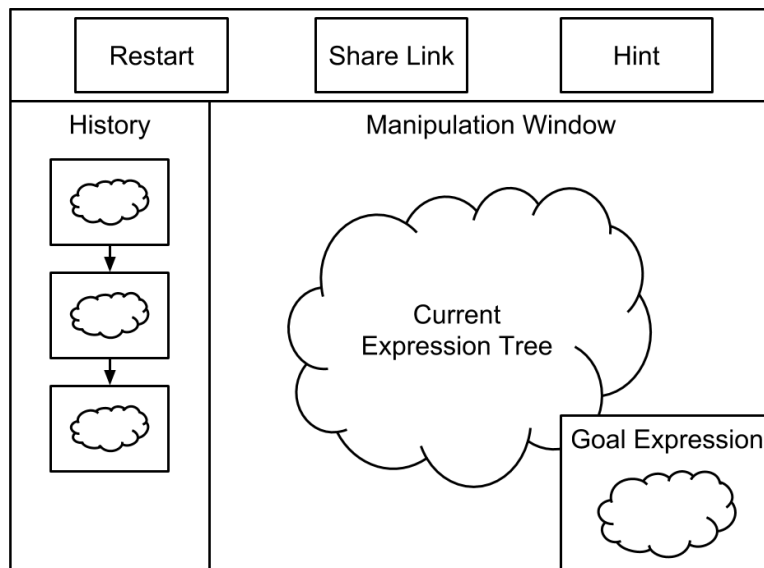 Restart
Share Link
Hint
History
Manipulation Window
Current
Expression Tree
Goal Expression